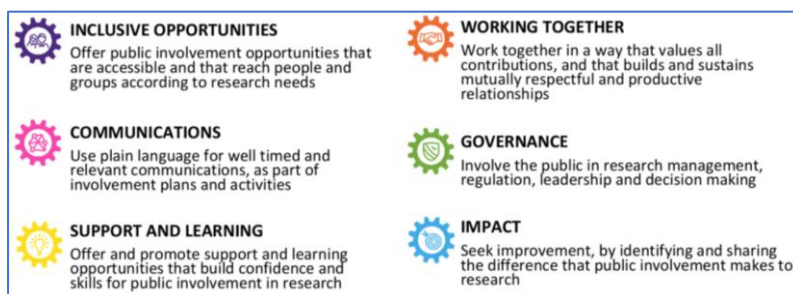 INCLUSIVE OPPORTUNITIES
Offer public involvement opportunities that
are accessible and that reach people and
groups according to research needs
COMMUNICATIONS
Use plain language for well timed and
relevant communications, as part of
involvement plans and activities
SUPPORT AND LEARNING
Offer and promote support and learning
opportunities that build confidence and
skills for public involvement in research
WORKING TOGETHER
Work together in a way that values all
contributions, and that builds and sustains
mutually respectful and productive
relationships
GOVERNANCE
Involve the public in research management,
regulation, leadership and decision making
IMPACT
Seek improvement, by identifying and sharing
the difference that public involvement makes to
research